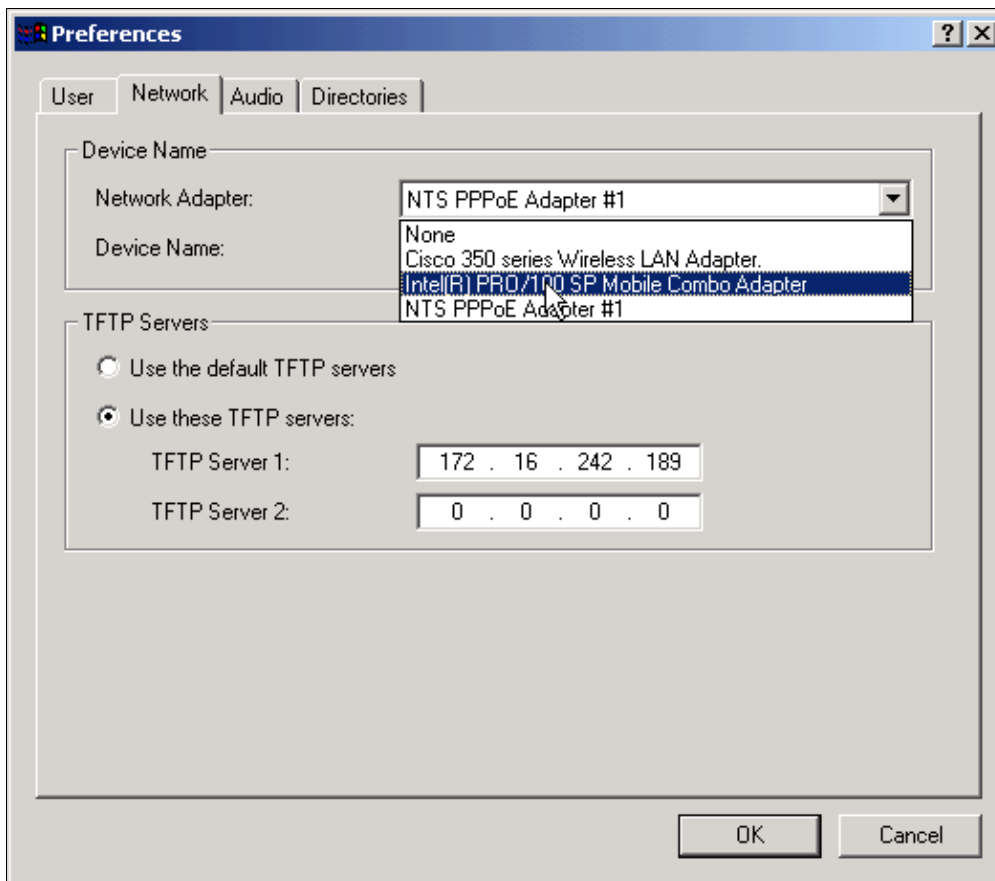 Preferences
User Network Audio Directories
Device Name
Network Adapter: NTS PPPoE Adapter #1
None
Device Name:
Cisco 350 series Wireless LAN Adapter.
Intel(R) PRO/100 SP Mobile Combo Adapter
NTS PPPoE Adapter #1
TFTP Servers
Use the default TFTP servers
Use these TFTP servers:
TFTP Server 1: 172 . 16 . 242 . 189
TFTP Server 2: 0 . 0 . 0 . 0
OK Cancel